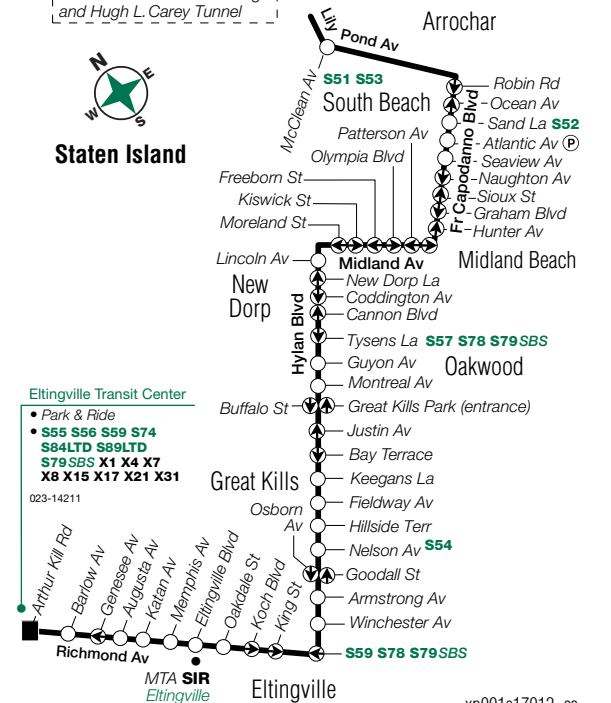 and Hugh L. Carey Tunnel
Lily Pond Av
Arrochar
N
E
W
S
Staten Island
McClean Av
S51 S53
South Beach
Fr Capodanno Blvd
Robin Rd
Ocean Av
Sand La S52
Atlantic Av P
Seaview Av
Naughton Av
Sioux St
Graham Blvd
Hunter Av
Patterson Av
Olympia Blvd
Freeborn St
Kiswick St
Moreland St
Lincoln Av
Midland Av
Midland Beach
New
Dorp
Hylan Blvd
New Dorp La
Coddington Av
Cannon Blvd
Tysens La S57 S78 S79SBS
Guyon Av
Oakwood
Montreal Av
Buffalo St
Great Kills Park (entrance)
Justin Av
Bay Terrace
Great Kills
Keegans La
Fieldway Av
Hillside Terr
Osborn
Av
Nelson Av S54
Goodall St
Armstrong Av
Winchester Av
S59 S78 S79SBS
Eltingville Transit Center
• Park & Ride
• S55 S56 S59 S74
S84LTD S89LTD
S79SBS X1 X4 X7
X8 X15 X17 X21 X31
023-14211
Arthur Kill Rd
Barlow Av
Genesee Av
Augusta Av
Katan Av
Memphis Av
Eltingville Blvd
Oakdale St
Koch Blvd
King St
Richmond Av
MTA SIR
Eltingville
Eltingville